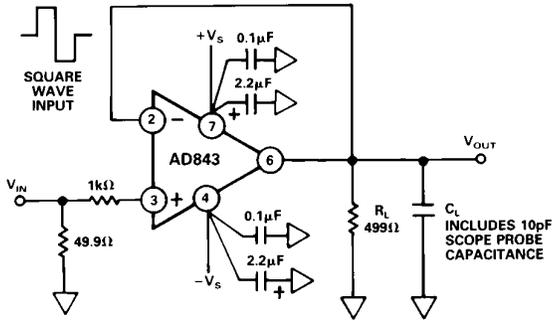 SQUARE
WAVE
INPUT
+VS
0.1μF
2.2μF
+
2
−
7
AD843
6
VOUT
VIN
1kΩ
3
+
4
49.9Ω
0.1μF
2.2μF
+
−VS
RL
499Ω
CL
INCLUDES 10pF
SCOPE PROBE
CAPACITANCE